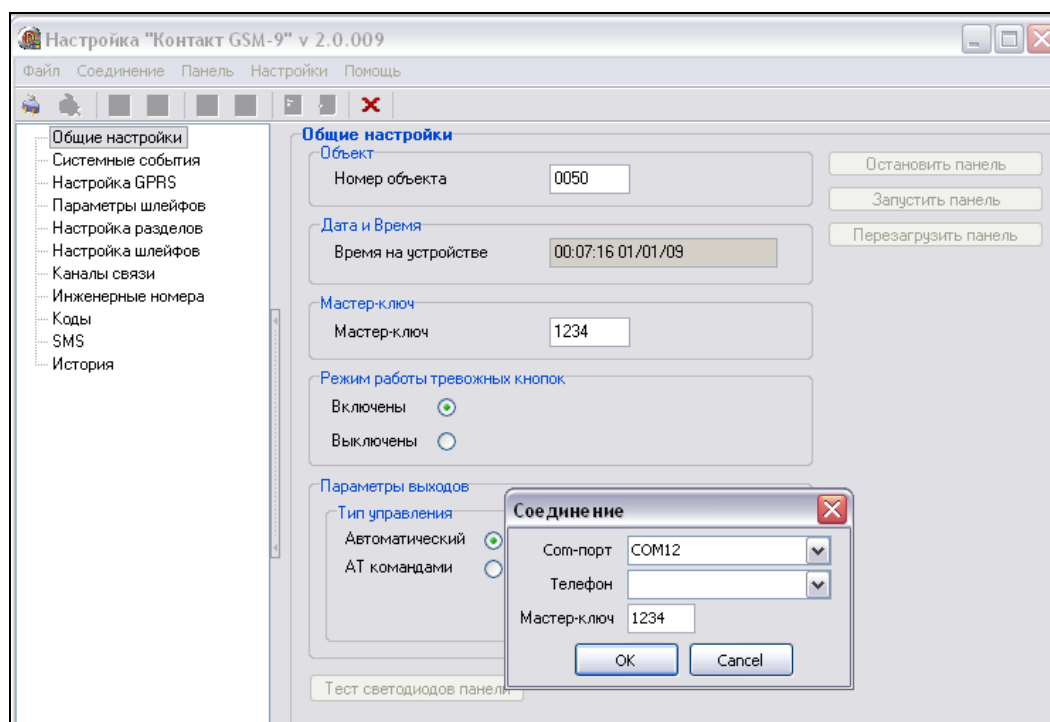 Настройка "Контакт GSM-9" v 2.0.009
Файл Соединение Панель Настройки Помощь
Общие настройки
Системные события
Настройка GPRS
Параметры шлейфов
Настройка разделов
Настройка шлейфов
Каналы связи
Инженерные номера
Коды
SMS
История
Общие настройки
Объект
Номер объекта 0050
Дата и Время
Время на устройстве 00:07:16 01/01/09
Мастер-ключ
Мастер-ключ 1234
Режим работы тревожных кнопок
Включены
Выключены
Параметры выходов
Тип управления
Автоматический
АТ командами
Тест светодиодов панели
Остановить панель
Запустить панель
Перезагрузить панель
Соединение
Com-порт COM12
Телефон
Мастер-ключ 1234
OK Cancel